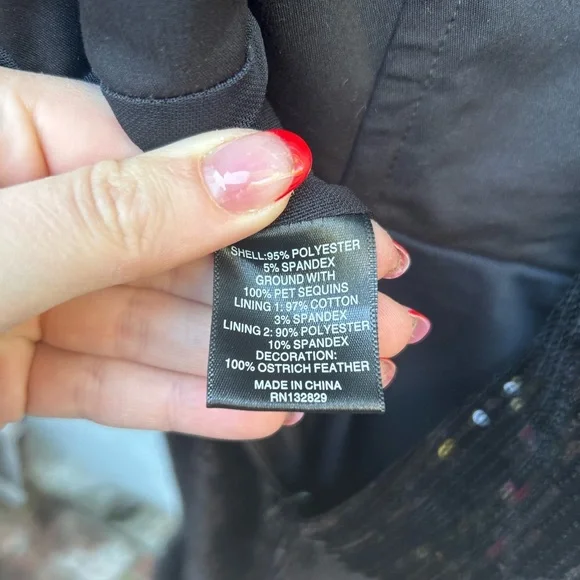 SHELL:95% POLYESTER
5% SPANDEX
GROUND WITH
100% PET SEQUINS
LINING 1: 97% COTTON
3% SPANDEX
LINING 2: 90% POLYESTER
10% SPANDEX
DECORATION:
100% OSTRICH FEATHER
MADE IN CHINA
RN132829